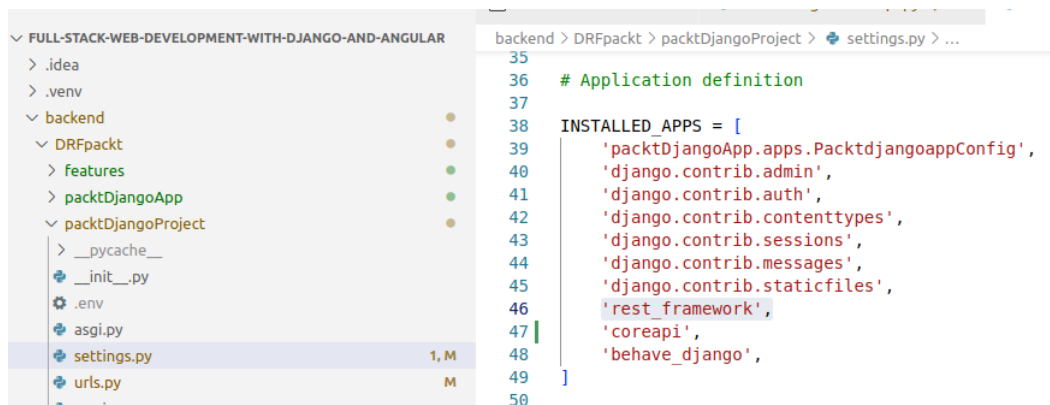 FULL-STACK-WEB-DEVELOPMENT-WITH-DJANGO-AND-ANGULAR
.idea
.venv
backend
DRFpackt
features
packtDjangoApp
packtDjangoProject
__pycache__
__init__.py
.env
asgi.py
settings.py 1, M
urls.py M
backend > DRFpackt > packtDjangoProject > settings.py > ...
35
36 # Application definition
37
38 INSTALLED_APPS = [
39 'packtDjangoApp.apps.PacktdjangoappConfig',
40 'django.contrib.admin',
41 'django.contrib.auth',
42 'django.contrib.contenttypes',
43 'django.contrib.sessions',
44 'django.contrib.messages',
45 'django.contrib.staticfiles',
46 'rest_framework',
47 'coreapi',
48 'behave_django',
49 ]
50